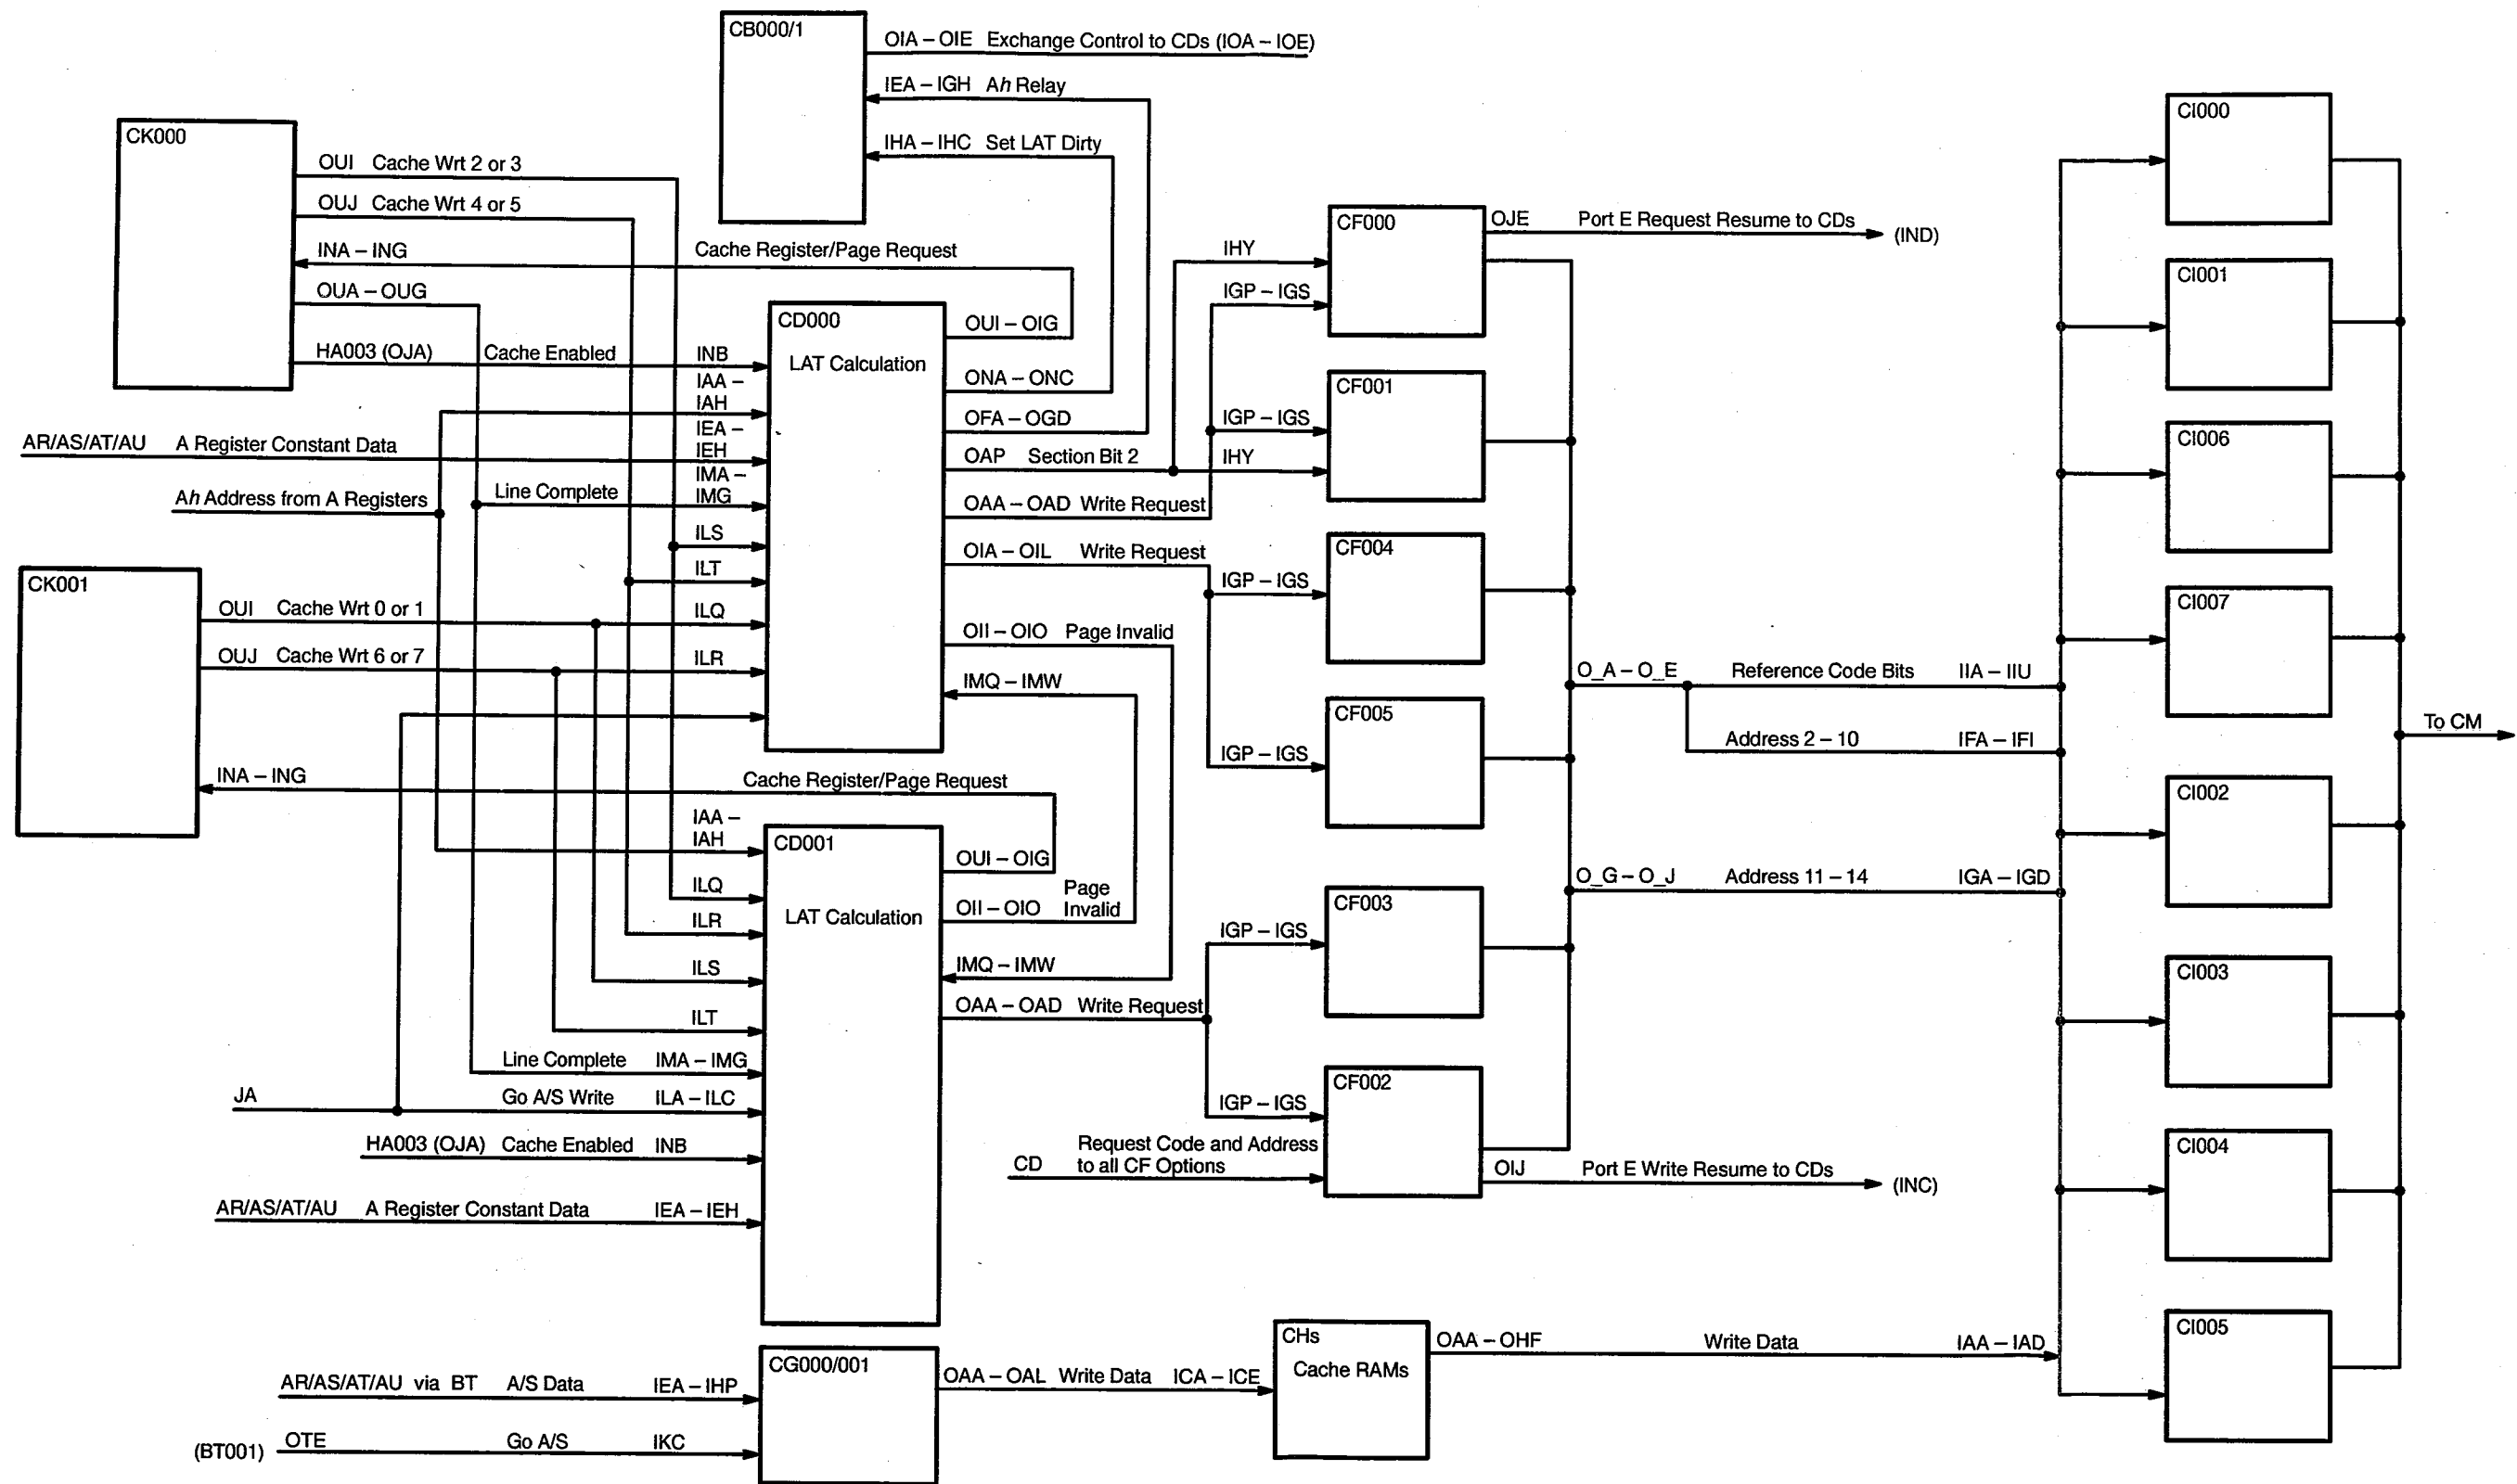 CB000/1
OIA – OIE Exchange Control to CDs (IOA – IOE)
IEA – IGH Ah Relay
IHA – IHC Set LAT Dirty
CK000
OUI Cache Wrt 2 or 3
OUJ Cache Wrt 4 or 5
INA – ING Cache Register/Page Request
OUA – OUG
HA003 (OJA) Cache Enabled INB
IAA –
IAH
AR/AS/AT/AU A Register Constant Data
IEA –
IEH
Ah Address from A Registers
Line Complete
IMA –
IMG
ILS
ILT
CK001
OUI Cache Wrt 0 or 1
ILQ
OUJ Cache Wrt 6 or 7
ILR
INA – ING Cache Register/Page Request
CD000
LAT Calculation
OUI – OIG
ONA – ONC
OFA – OGD
OAP Section Bit 2
OAA – OAD Write Request
OIA – OIL Write Request
OII – OIO Page Invalid
IMQ – IMW
IAA –
IAH
ILQ
ILR
ILS
ILT
Line Complete IMA – IMG
JA Go A/S Write ILA – ILC
HA003 (OJA) Cache Enabled INB
AR/AS/AT/AU A Register Constant Data IEA – IEH
CD001
LAT Calculation
OUI – OIG
OII – OIO
Page
Invalid
IMQ – IMW
OAA – OAD Write Request
IHY
IGP – IGS
CF000
OJE Port E Request Resume to CDs (IND)
IGP – IGS
IHY
CF001
IGP – IGS
CF004
IGP – IGS
CF005
IGP – IGS
CF003
IGP – IGS
CF002
CD
Request Code and Address
to all CF Options
OIJ Port E Write Resume to CDs (INC)
O_A – O_E Reference Code Bits IIA – IIU
Address 2 – 10 IFA – IFI
O_G – O_J Address 11 – 14 IGA – IGD
CI000
CI001
CI006
CI007
To CM
CI002
CI003
CI004
CI005
AR/AS/AT/AU via BT A/S Data IEA – IHP
(BT001) OTE Go A/S IKC
CG000/001
OAA – OAL Write Data ICA – ICE
CHs
Cache RAMs
OAA – OHF Write Data IAA – IAD